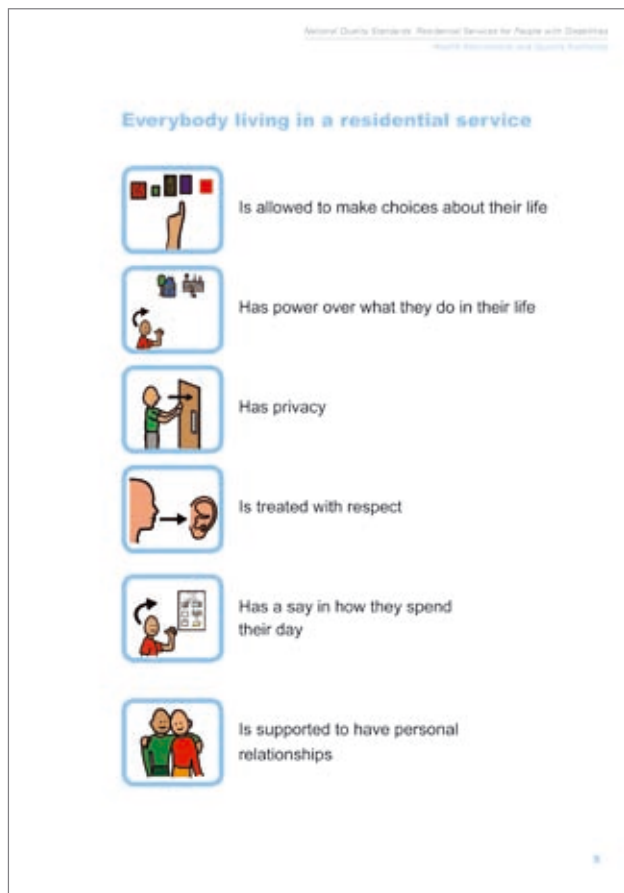 National Quality Standards: Residential Services for People with Disabilities
Health Information and Quality Authority
Everybody living in a residential service
Is allowed to make choices about their life
Has power over what they do in their life
Has privacy
Is treated with respect
Has a say in how they spend
their day
Is supported to have personal
relationships